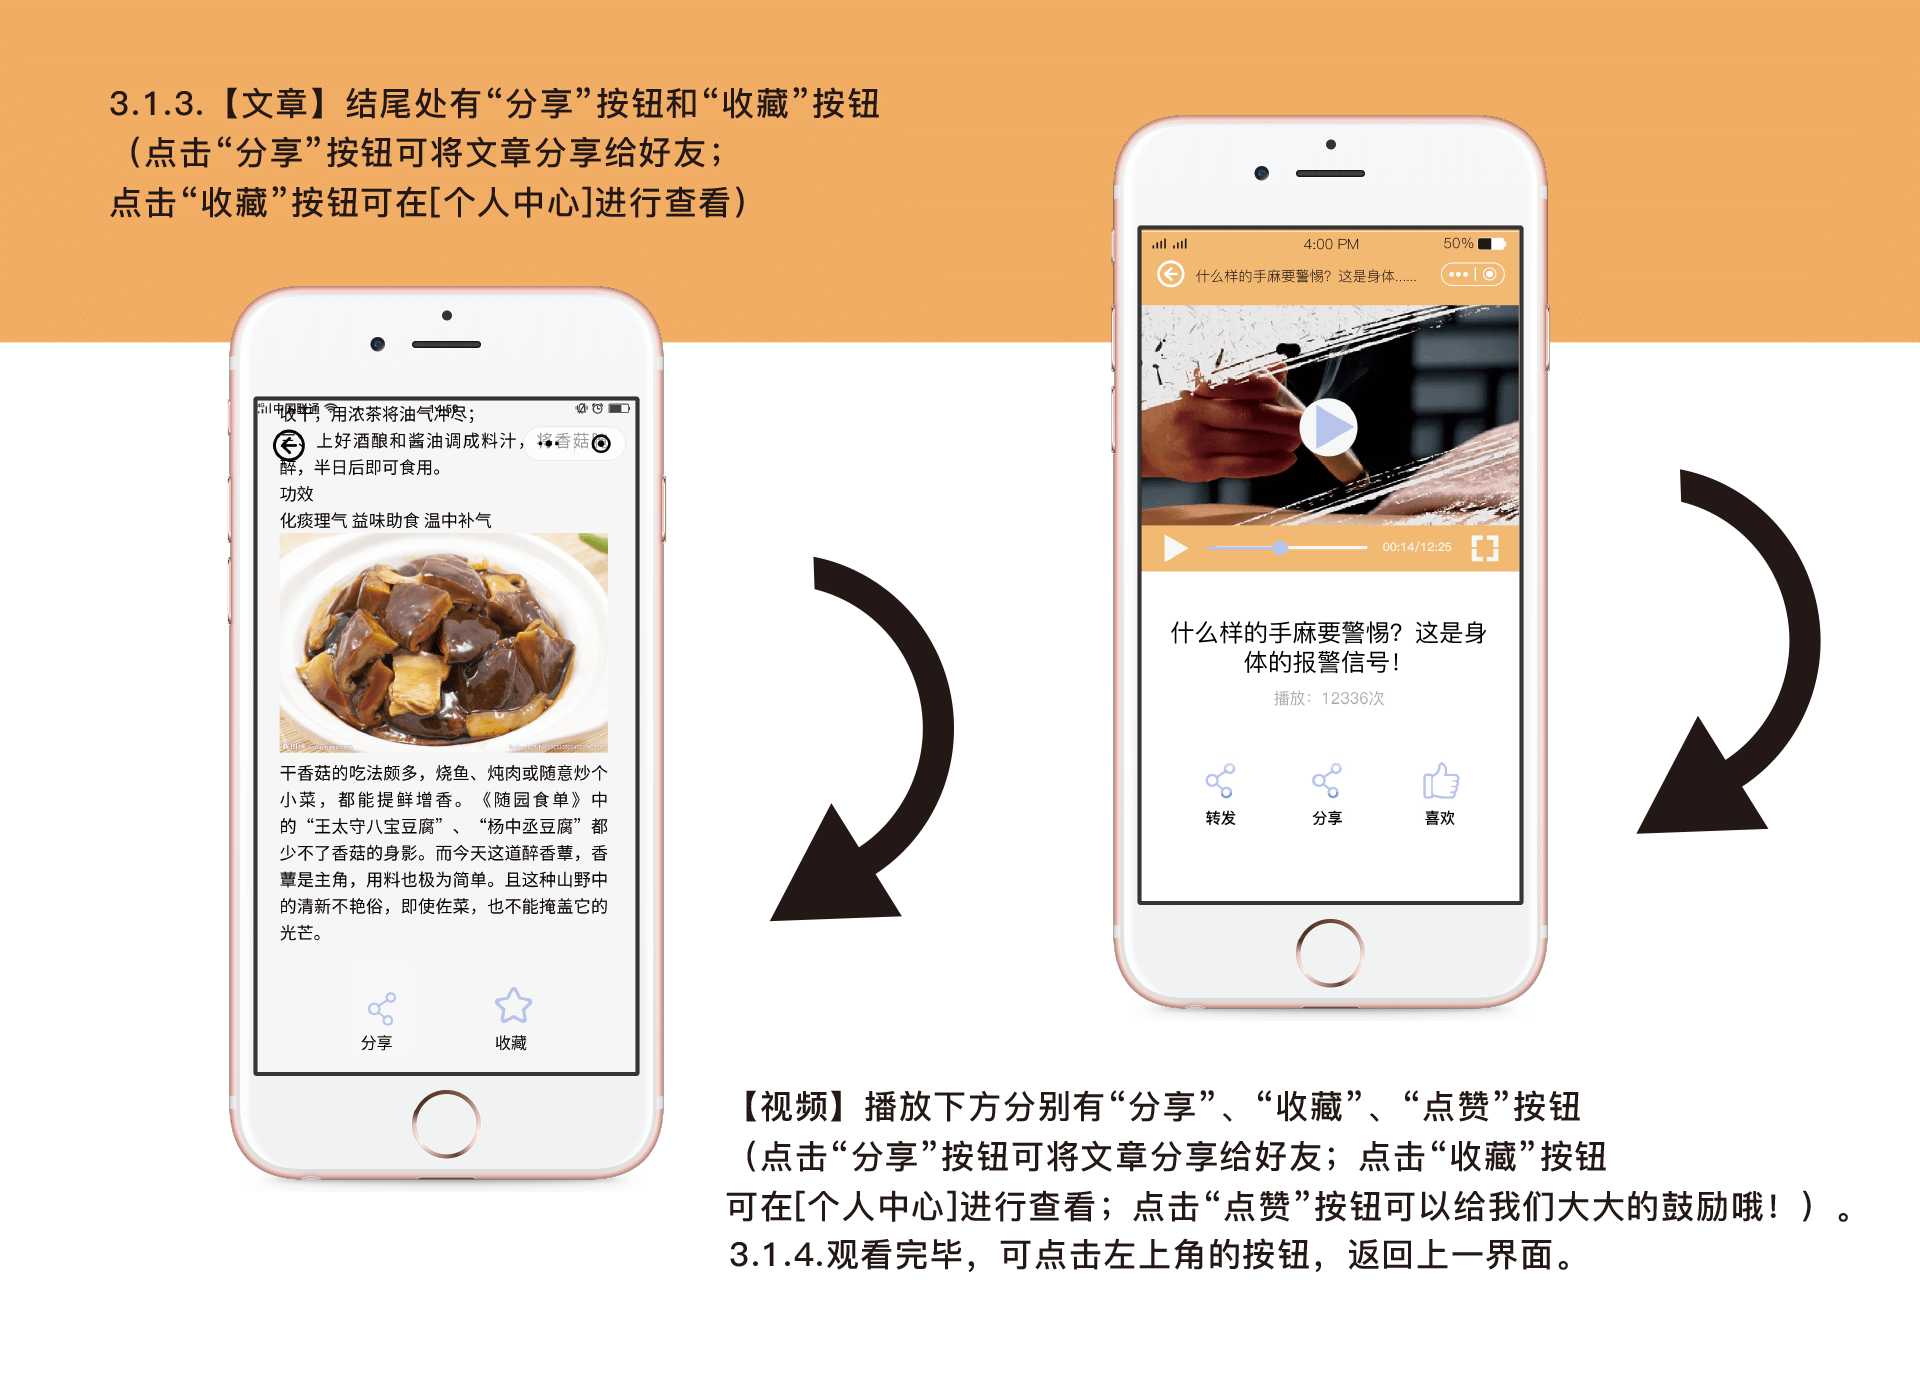 3.1.3.【文章】结尾处有“分享”按钮和“收藏”按钮
（点击“分享”按钮可将文章分享给好友；
点击“收藏”按钮可在[个人中心]进行查看）
中国联通
用浓茶将油气冲尽；
上好酒酿和酱油调成料汁，将香菇
醉，半日后即可食用。
功效
化痰理气 益味助食 温中补气
干香菇的吃法颇多，烧鱼、炖肉或随意炒个
小菜，都能提鲜增香。《随园食单》中
的“王太守八宝豆腐”、“杨中丞豆腐”都
少不了香菇的身影。而今天这道醉香蕈，香
蕈是主角，用料也极为简单。且这种山野中
的清新不艳俗，即使佐菜，也不能掩盖它的
光芒。
分享 收藏
4:00 PM 50%
什么样的手麻要警惕？这是身体......
00:14/12:25
什么样的手麻要警惕？这是身
体的报警信号！
播放：12336次
转发 分享 喜欢
【视频】播放下方分别有“分享”、“收藏”、“点赞”按钮
（点击“分享”按钮可将文章分享给好友；点击“收藏”按钮
可在[个人中心]进行查看；点击“点赞”按钮可以给我们大大的鼓励哦！）。
3.1.4.观看完毕，可点击左上角的按钮，返回上一界面。